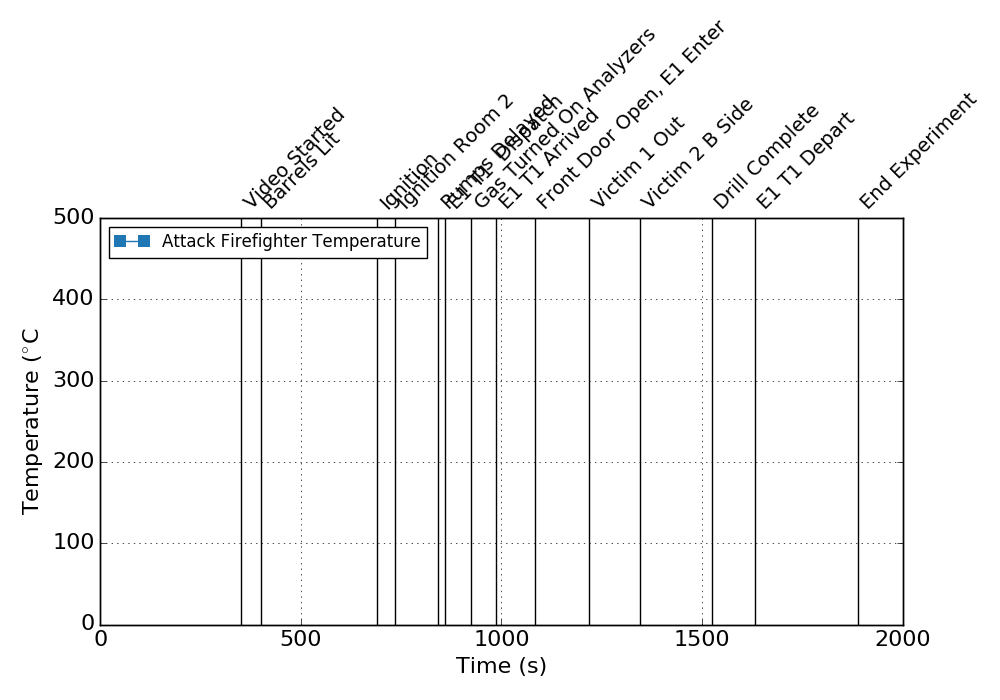 Video Started
Barrels Lit
Ignition
Ignition Room 2
Pumps Delayed
E1 T1 Dispatch
Gas Turned On Analyzers
E1 T1 Arrived
Front Door Open, E1 Enter
Victim 1 Out
Victim 2 B Side
Drill Complete
E1 T1 Depart
End Experiment
500
400
300
200
100
0
Temperature (°C
Attack Firefighter Temperature
0 500 1000 1500 2000
Time (s)